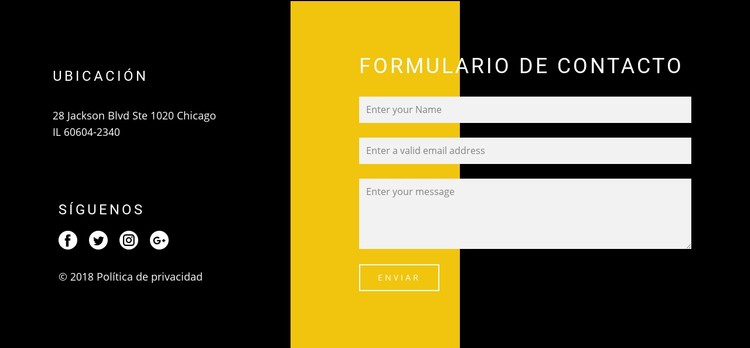 UBICACIÓN
28 Jackson Blvd Ste 1020 Chicago
IL 60604-2340
SÍGUENOS
© 2018 Política de privacidad
FORMULARIO DE CONTACTO
Enter your Name
Enter a valid email address
Enter your message
ENVIAR